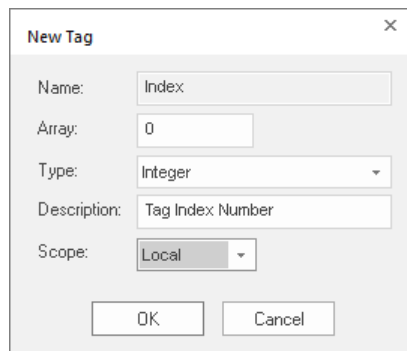 New Tag
Name: Index
Array: 0
Type: Integer
Description: Tag Index Number
Scope: Local
OK Cancel